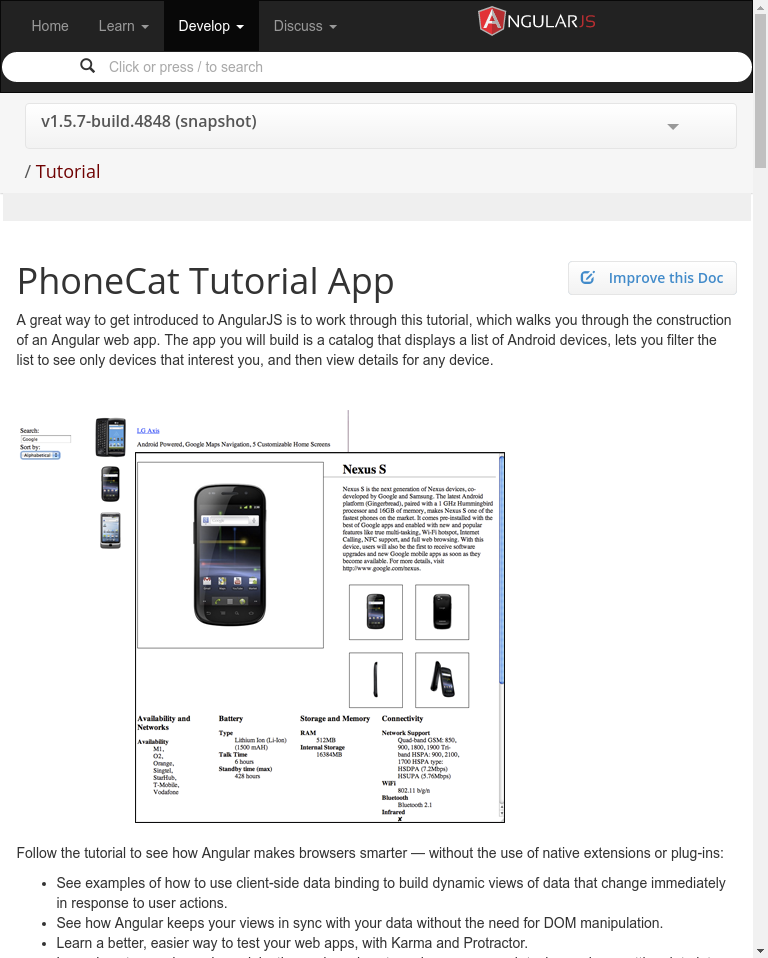 Home Learn Develop Discuss ANGULARJS
Click or press / to search
v1.5.7-build.4848 (snapshot)
/ Tutorial
PhoneCat Tutorial App
Improve this Doc
A great way to get introduced to AngularJS is to work through this tutorial, which walks you through the construction
of an Angular web app. The app you will build is a catalog that displays a list of Android devices, lets you filter the
list to see only devices that interest you, and then view details for any device.
Search:
Google
Sort by:
Alphabetical
LG Axis
Android Powered, Google Maps Navigation, 5 Customizable Home Screens
Nexus S
Nexus S is the next generation of Nexus devices, co-
developed by Google and Samsung. The latest Android
platform (Gingerbread), paired with a 1 GHz Hummingbird
processor and 16GB of memory, makes Nexus S one of the
fastest phones on the market. It comes pre-installed with the
best of Google apps and enabled with new and popular
features like true multi-tasking, Wi-Fi hotspot, Internet
Calling, NFC support, and full web browsing. With this
device, users will also be the first to receive software
upgrades and new Google mobile apps as soon as they
become available. For more details, visit
http://www.google.com/nexus.
Availability and
Networks
Availability
M1,
O2,
Orange,
Singtel,
StarHub,
T-Mobile,
Vodafone
Battery
Type
Lithium Ion (Li-Ion)
(1500 mAH)
Talk Time
6 hours
Standby time (max)
428 hours
Storage and Memory
RAM
512MB
Internal Storage
16384MB
Connectivity
Network Support
Quad-band GSM: 850,
900, 1800, 1900 Tri-
band HSPA: 900, 2100,
1700 HSPA type:
HSDPA (7.2Mbps)
HSUPA (5.76Mbps)
WiFi
802.11 b/g/n
Bluetooth
Bluetooth 2.1
Infrared
✘
Follow the tutorial to see how Angular makes browsers smarter — without the use of native extensions or plug-ins:
• See examples of how to use client-side data binding to build dynamic views of data that change immediately
in response to user actions.
• See how Angular keeps your views in sync with your data without the need for DOM manipulation.
• Learn a better, easier way to test your web apps, with Karma and Protractor.